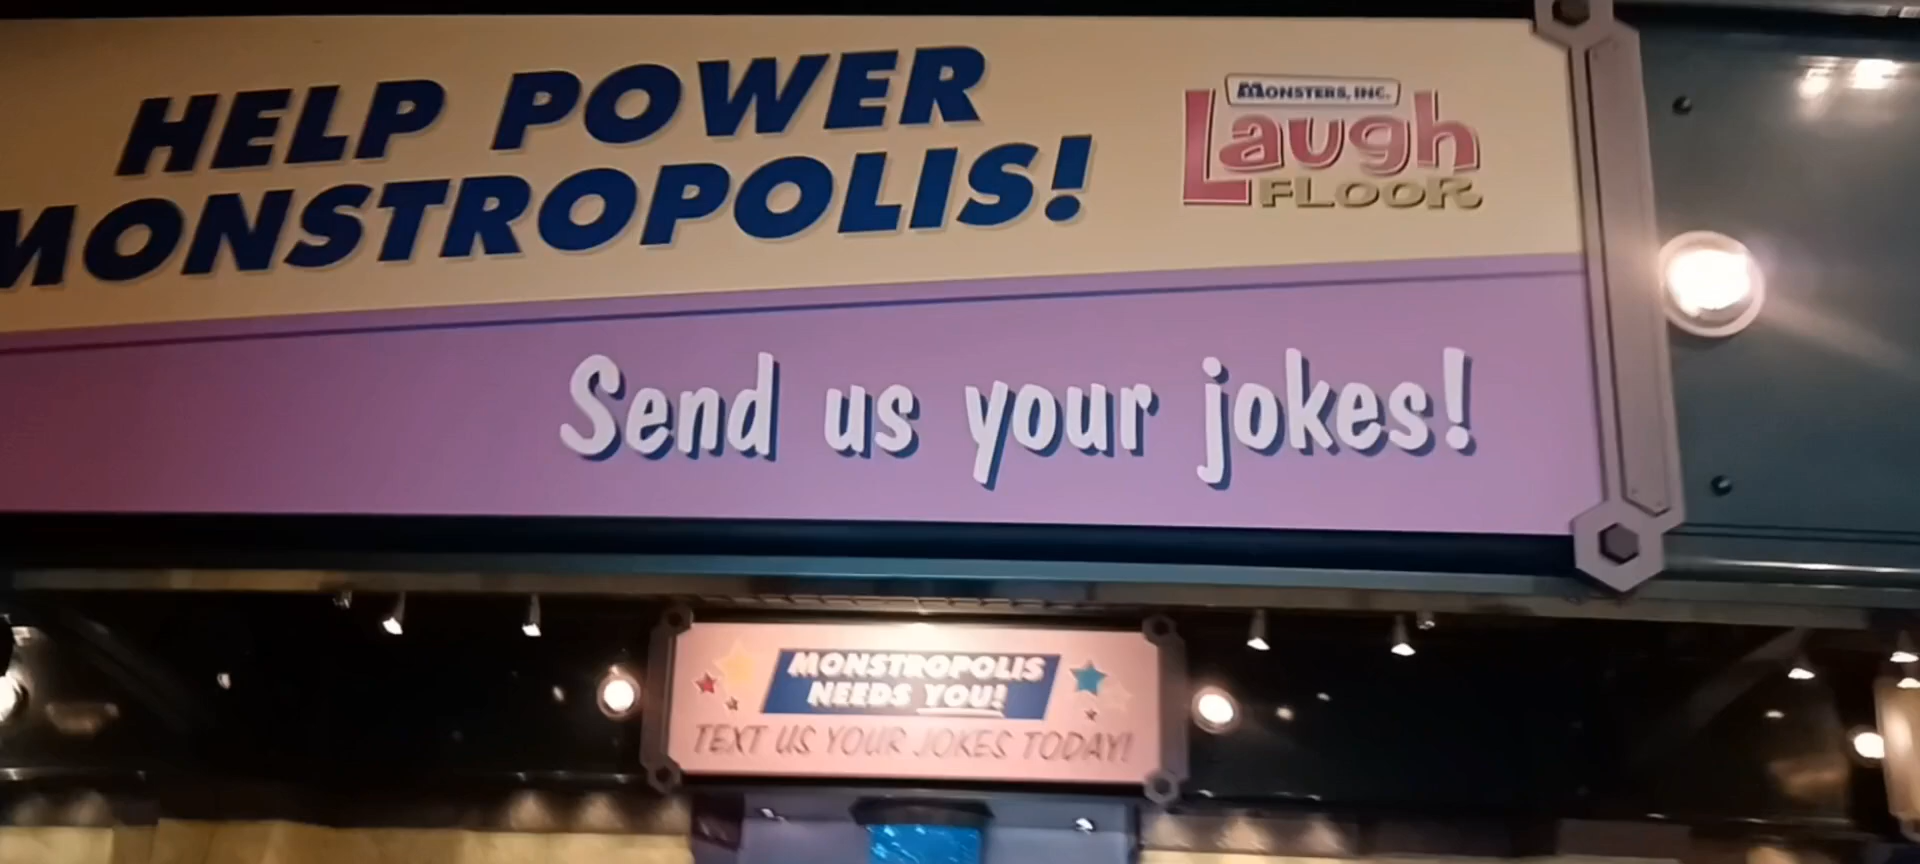 HELP POWER
MONSTROPOLIS!
MONSTERS, INC.
Laugh
FLOOR
Send us your jokes!
MONSTROPOLIS
NEEDS YOU!
TEXT US YOUR JOKES TODAY!